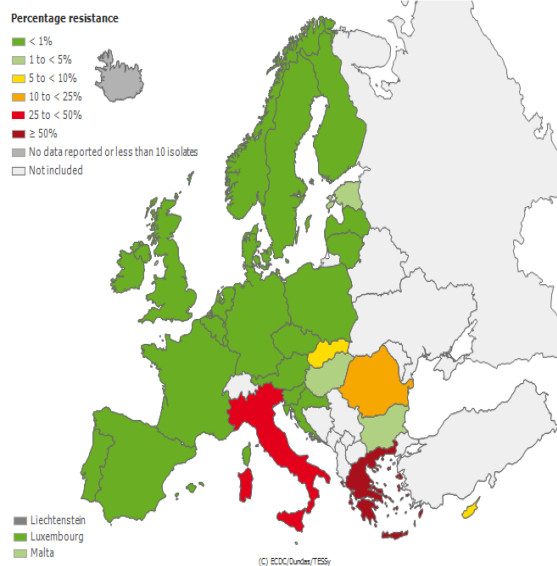 Percentage resistance
< 1%
1 to < 5%
5 to < 10%
10 to < 25%
25 to < 50%
≥ 50%
No data reported or less than 10 isolates
Not included
Liechtenstein
Luxembourg
Malta
(C) ECDC/Dundas/TESSy